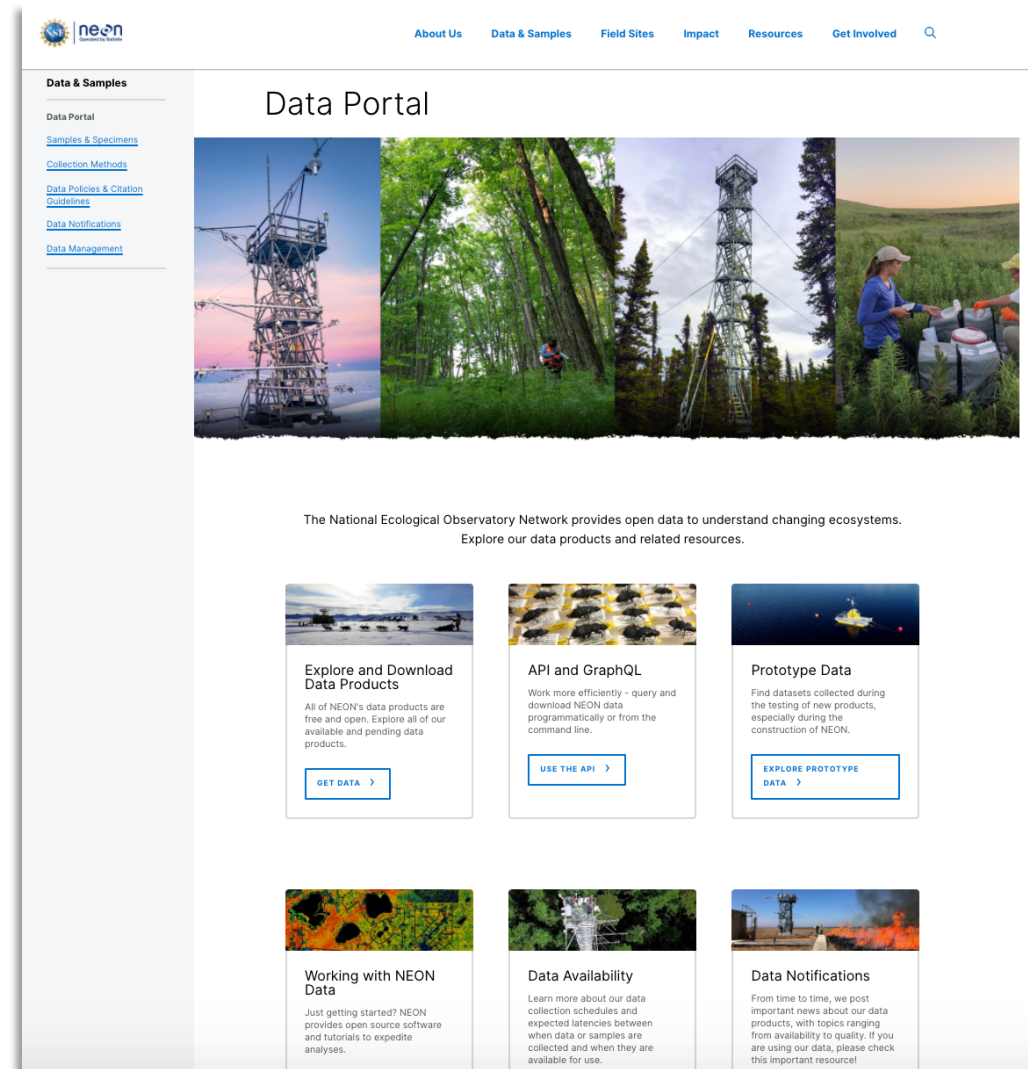 NSF
neon
Operated by Battelle
About Us
Data & Samples
Field Sites
Impact
Resources
Get Involved
Data & Samples
Data Portal
Samples & Specimens
Collection Methods
Data Policies & Citation
Guidelines
Data Notifications
Data Management
Data Portal
The National Ecological Observatory Network provides open data to understand changing ecosystems.
Explore our data products and related resources.
Explore and Download
Data Products
All of NEON's data products are
free and open. Explore all of our
available and pending data
products.
GET DATA
API and GraphQL
Work more efficiently - query and
download NEON data
programmatically or from the
command line.
USE THE API
Prototype Data
Find datasets collected during
the testing of new products,
especially during the
construction of NEON.
EXPLORE PROTOTYPE
DATA
Working with NEON
Data
Just getting started? NEON
provides open source software
and tutorials to expedite
analyses.
Data Availability
Learn more about our data
collection schedules and
expected latencies between
when data or samples are
collected and when they are
available for use.
Data Notifications
From time to time, we post
important news about our data
products, with topics ranging
from availability to quality. If you
are using our data, please check
this important resource!